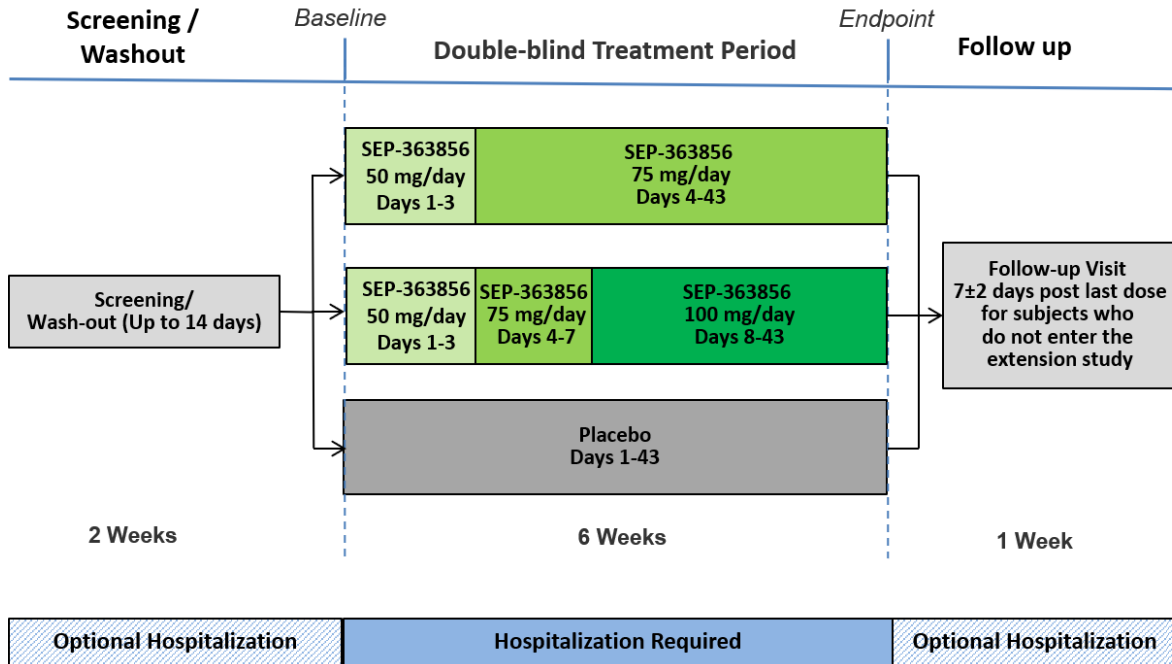 Screening /
Washout
Baseline
Double-blind Treatment Period
Endpoint
Follow up
SEP-363856
50 mg/day
Days 1-3
SEP-363856
75 mg/day
Days 4-43
Screening/
Wash-out (Up to 14 days)
SEP-363856
50 mg/day
Days 1-3
SEP-363856
75 mg/day
Days 4-7
SEP-363856
100 mg/day
Days 8-43
Follow-up Visit
7±2 days post last dose
for subjects who
do not enter the
extension study
Placebo
Days 1-43
2 Weeks
6 Weeks
1 Week
Optional Hospitalization
Hospitalization Required
Optional Hospitalization